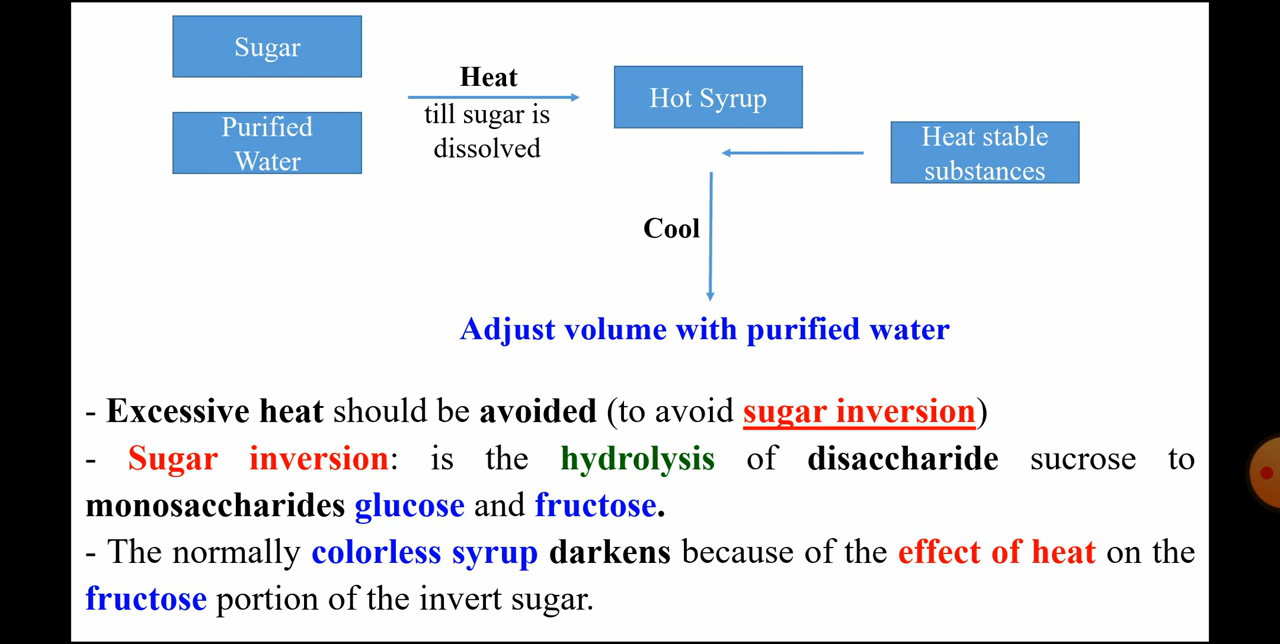 Sugar
Purified
Water
Heat
till sugar is
dissolved
Hot Syrup
Heat stable
substances
Cool
Adjust volume with purified water
- Excessive heat should be avoided (to avoid sugar inversion)
- Sugar inversion: is the hydrolysis of disaccharide sucrose to
monosaccharides glucose and fructose.
- The normally colorless syrup darkens because of the effect of heat on the
fructose portion of the invert sugar.